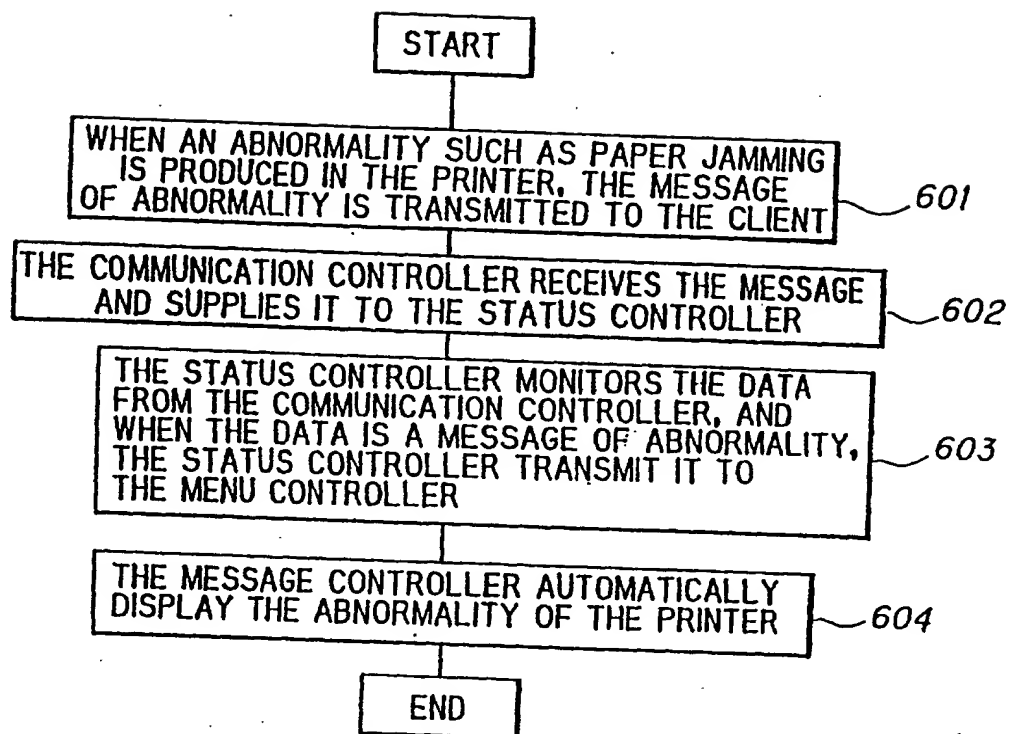 START
WHEN AN ABNORMALITY SUCH AS PAPER JAMMING
IS PRODUCED IN THE PRINTER, THE MESSAGE
OF ABNORMALITY IS TRANSMITTED TO THE CLIENT
601
THE COMMUNICATION CONTROLLER RECEIVES THE MESSAGE
AND SUPPLIES IT TO THE STATUS CONTROLLER
602
THE STATUS CONTROLLER MONITORS THE DATA
FROM THE COMMUNICATION CONTROLLER, AND
WHEN THE DATA IS A MESSAGE OF ABNORMALITY,
THE STATUS CONTROLLER TRANSMIT IT TO
THE MENU CONTROLLER
603
THE MESSAGE CONTROLLER AUTOMATICALLY
DISPLAY THE ABNORMALITY OF THE PRINTER
604
END